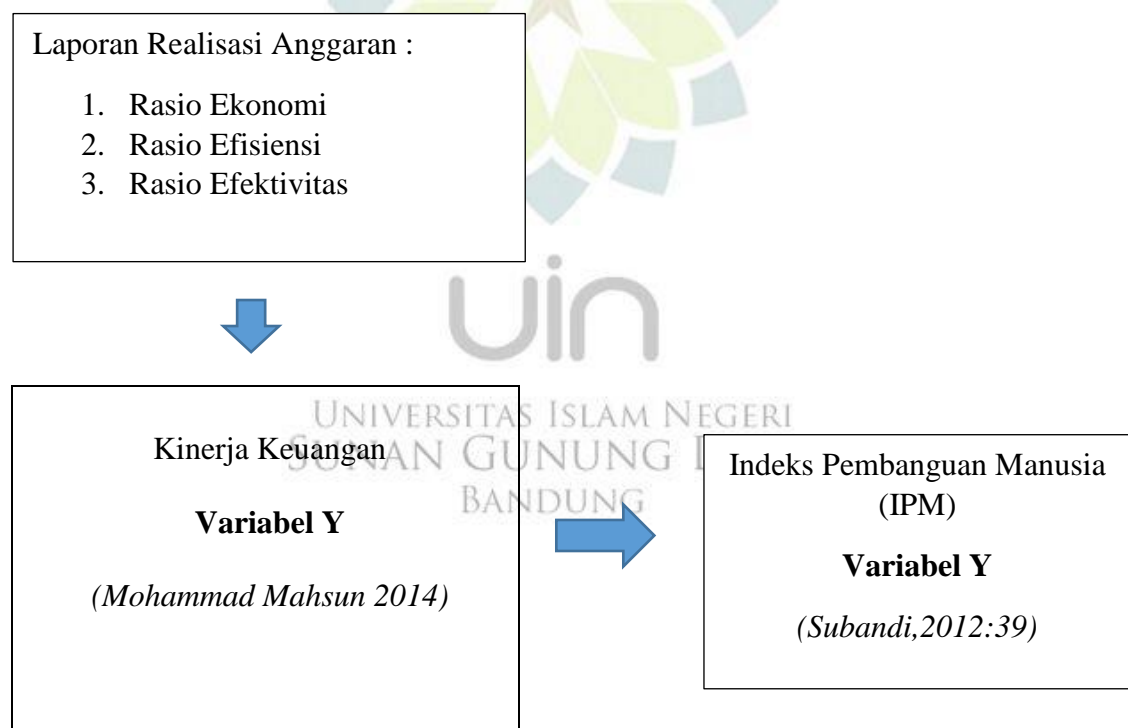 Laporan Realisasi Anggaran :
1. Rasio Ekonomi
2. Rasio Efisiensi
3. Rasio Efektivitas
uin
UNIVERSITAS ISLAM NEGERI
SUNAN GUNUNG
BANDUNG
Kinerja Keuangan
Variabel Y
(Mohammad Mahsun 2014)
Indeks Pembanguan Manusia
(IPM)
Variabel Y
(Subandi,2012:39)